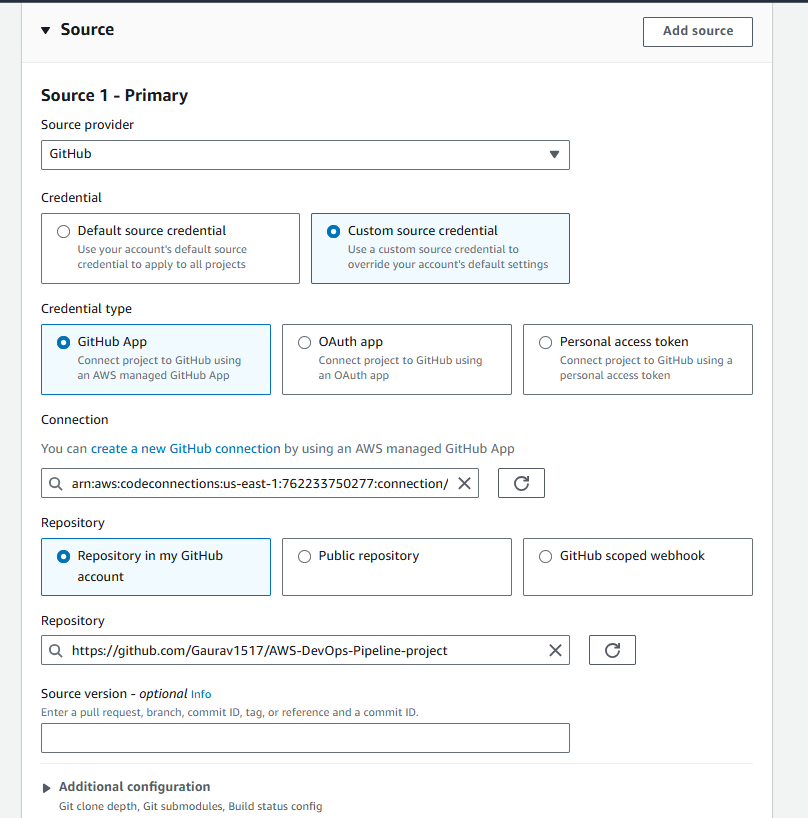 Source
Add source
Source 1 - Primary
Source provider
GitHub
Credential
Default source credential
Use your account's default source
credential to apply to all projects
Custom source credential
Use a custom source credential to
override your account's default settings
Credential type
GitHub App
Connect project to GitHub using
an AWS managed GitHub App
OAuth app
Connect project to GitHub using
an OAuth app
Personal access token
Connect project to GitHub using a
personal access token
Connection
You can create a new GitHub connection by using an AWS managed GitHub App
arn:aws:codeconnections:us-east-1:762233750277:connection/
Repository
Repository in my GitHub
account
Public repository
GitHub scoped webhook
Repository
https://github.com/Gaurav1517/AWS-DevOps-Pipeline-project
Source version - optional Info
Enter a pull request, branch, commit ID, tag, or reference and a commit ID.
Additional configuration
Git clone depth, Git submodules, Build status config